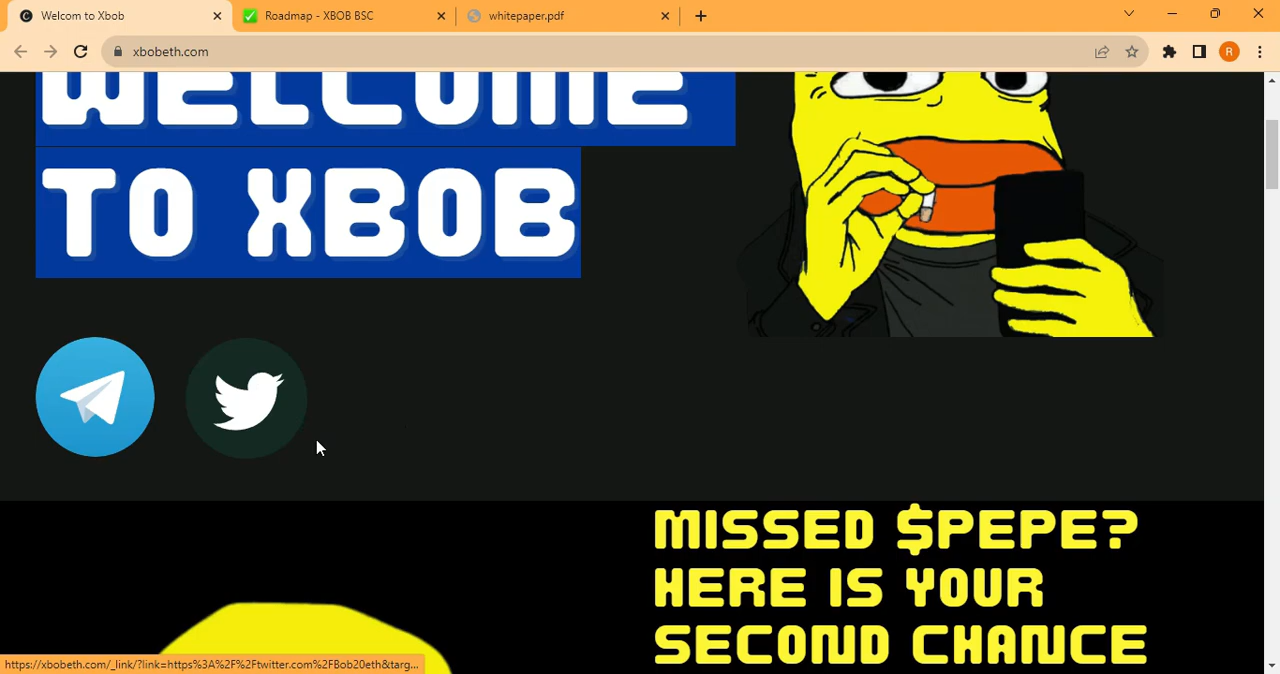 Welcom to Xbob
Roadmap - XBOB BSC
whitepaper.pdf
xbobeth.com
R
WELCOME
TO XBOB
MISSED $PEPE?
HERE IS YOUR
SECOND CHANCE
https://xbobeth.com/_link/?link=https%3A%2F%2Ftwitter.com%2FBob20eth&targ...